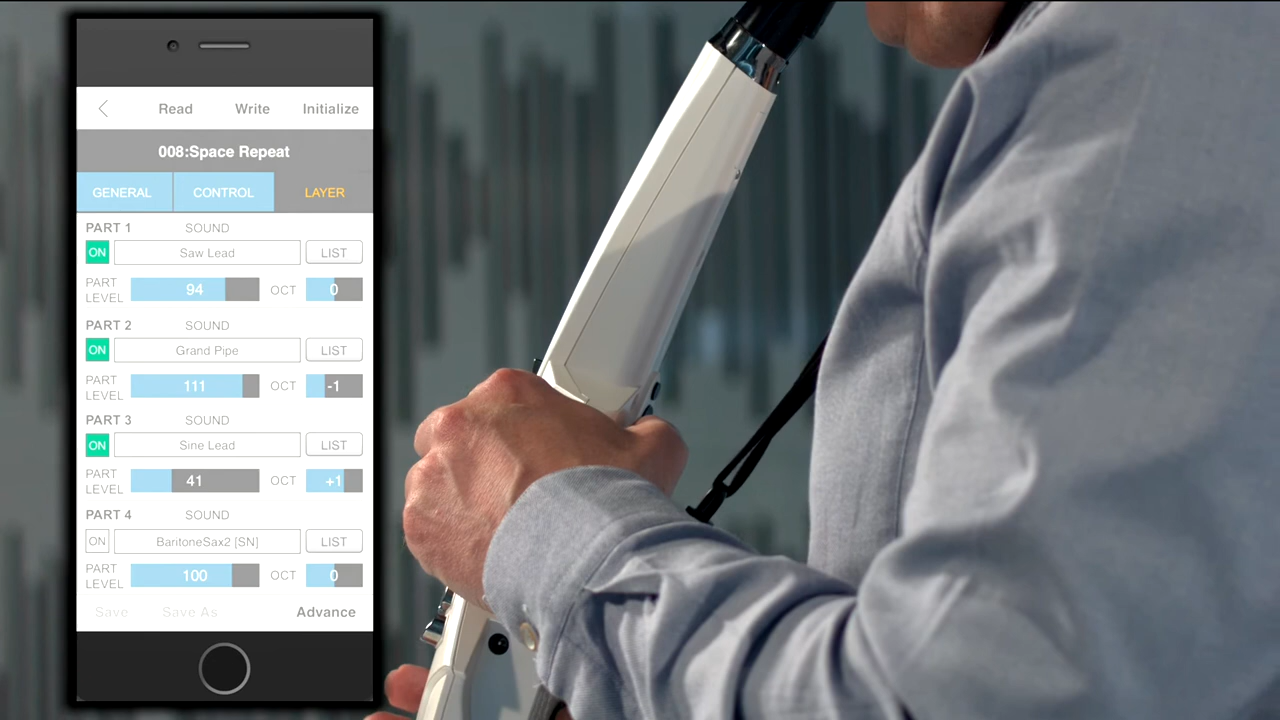 Read Write Initialize
008:Space Repeat
GENERAL CONTROL LAYER
PART 1 SOUND
ON Saw Lead LIST
PART LEVEL 94 OCT 0
PART 2 SOUND
ON Grand Pipe LIST
PART LEVEL 111 OCT -1
PART 3 SOUND
ON Sine Lead LIST
PART LEVEL 41 OCT +1
PART 4 SOUND
ON BaritoneSax2 [SN] LIST
PART LEVEL 100 OCT 0
Save Save As Advance